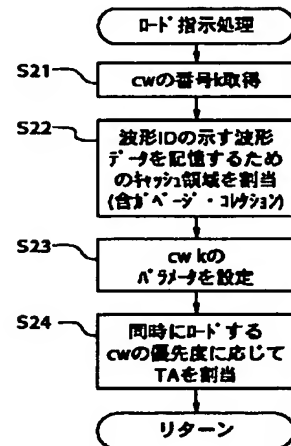 ロード指示処理
S21
cwの番号k取得
S22
波形IDの示す波形
データを記憶するため
のキャッシュ領域を割当
(含ガベージ・コレクション)
S23
cw kの
パラメータを設定
S24
同時にロードする
cwの優先度に応じて
TAを割当
リターン